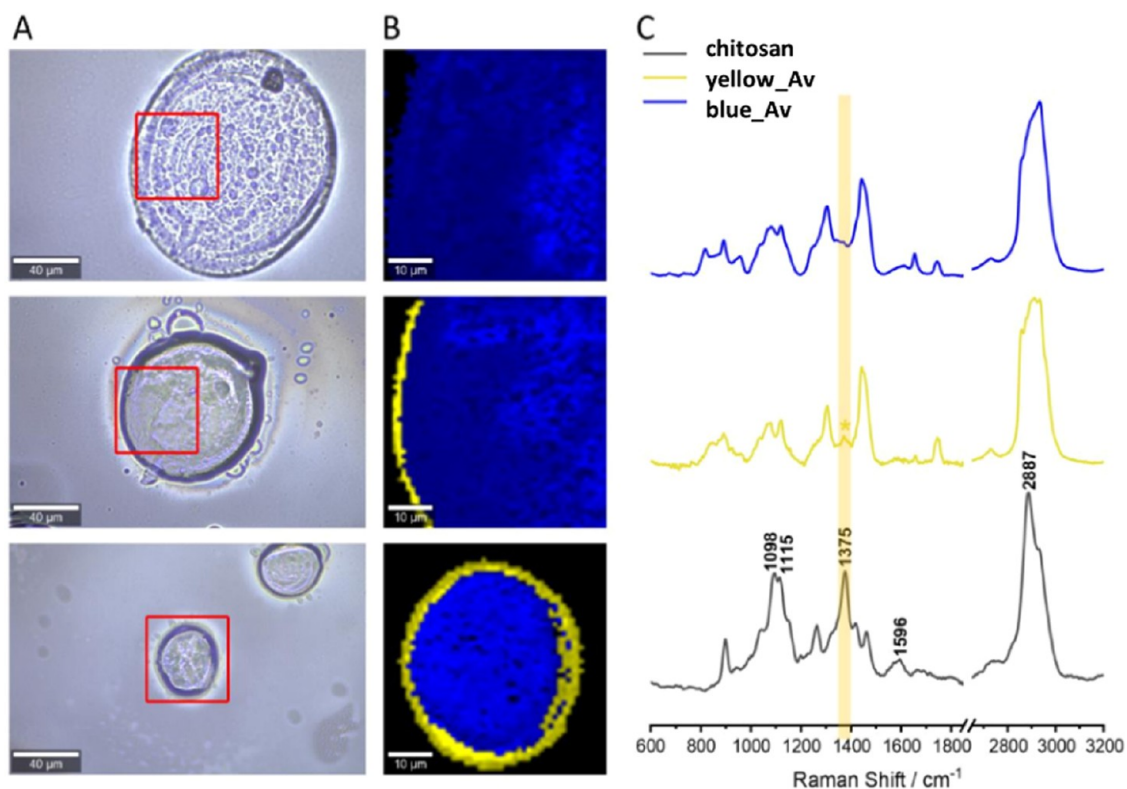 A
B
C
chitosan
yellow_Av
blue_Av
40 µm
10 µm
40 µm
10 µm
40 µm
10 µm
*
2887
1098
1115
1375
1596
600 1000 1200 1400 1600 1800 2800 3000 3200
Raman Shift / cm⁻¹